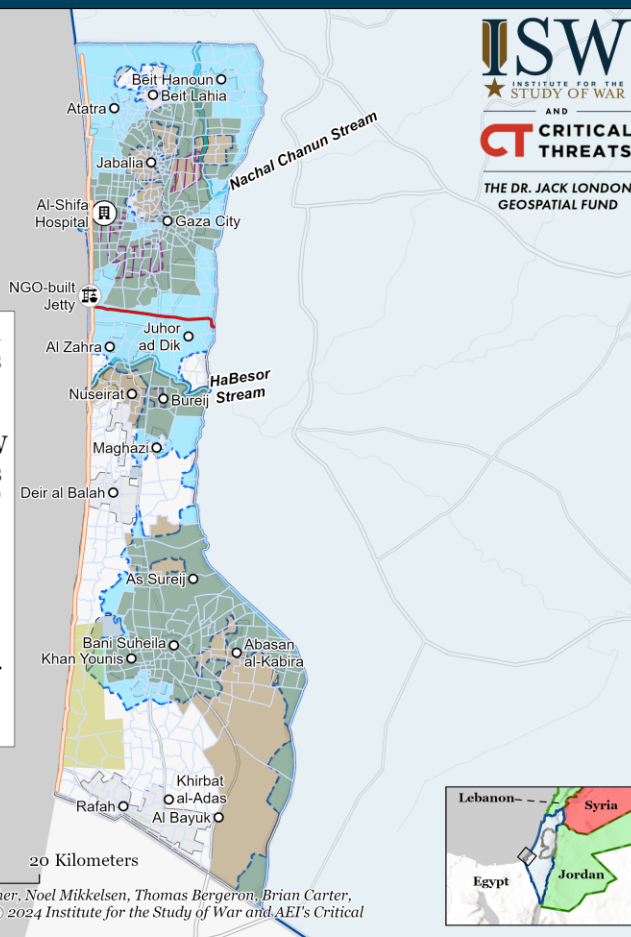 ISW
INSTITUTE FOR THE
STUDY OF WAR
AND
CT CRITICAL
THREATS
THE DR. JACK LONDON
GEOSPATIAL FUND
Beit Hanoun
Beit Lahia
Atatra
Jabalia
Nachal Chanun Stream
Al-Shifa
Hospital
Gaza City
NGO-built
Jetty
Juhor
ad Dik
Al Zahra
HaBesor
Stream
Nuseirat
Bureij
Maghazi
Deir al Balah
As Sureij
Bani Suheila
Khan Younis
Abasan
al-Kabira
Khirbat
al-Adas
Rafah
Al Bayuk
Lebanon
Syria
Egypt
Jordan
20 Kilometers
Noel Mikkelsen, Thomas Bergeron, Brian Carter,
2024 Institute for the Study of War and AEI's Critical